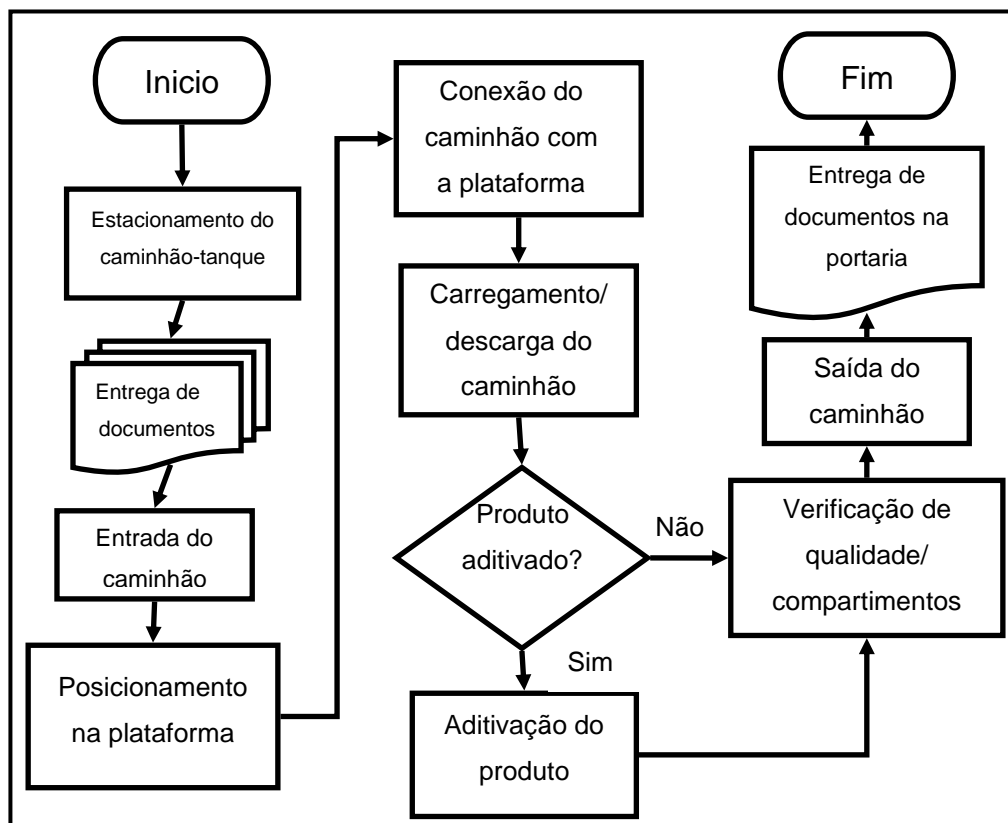 Inicio
Estacionamento do
caminhão-tanque
Entrega de
documentos
Entrada do
caminhão
Posicionamento
na plataforma
Conexão do
caminhão com
a plataforma
Carregamento/
descarga do
caminhão
Produto
aditivado?
Não
Sim
Aditivação do
produto
Verificação de
qualidade/
compartimentos
Saída do
caminhão
Entrega de
documentos na
portaria
Fim